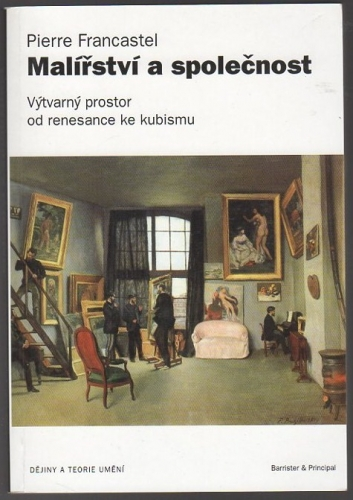 Pierre Francastel
Malířství a společnost
Výtvarný prostor
od renesance ke kubismu
DĚJINY A TEORIE UMĚNÍ
Barrister & Principal